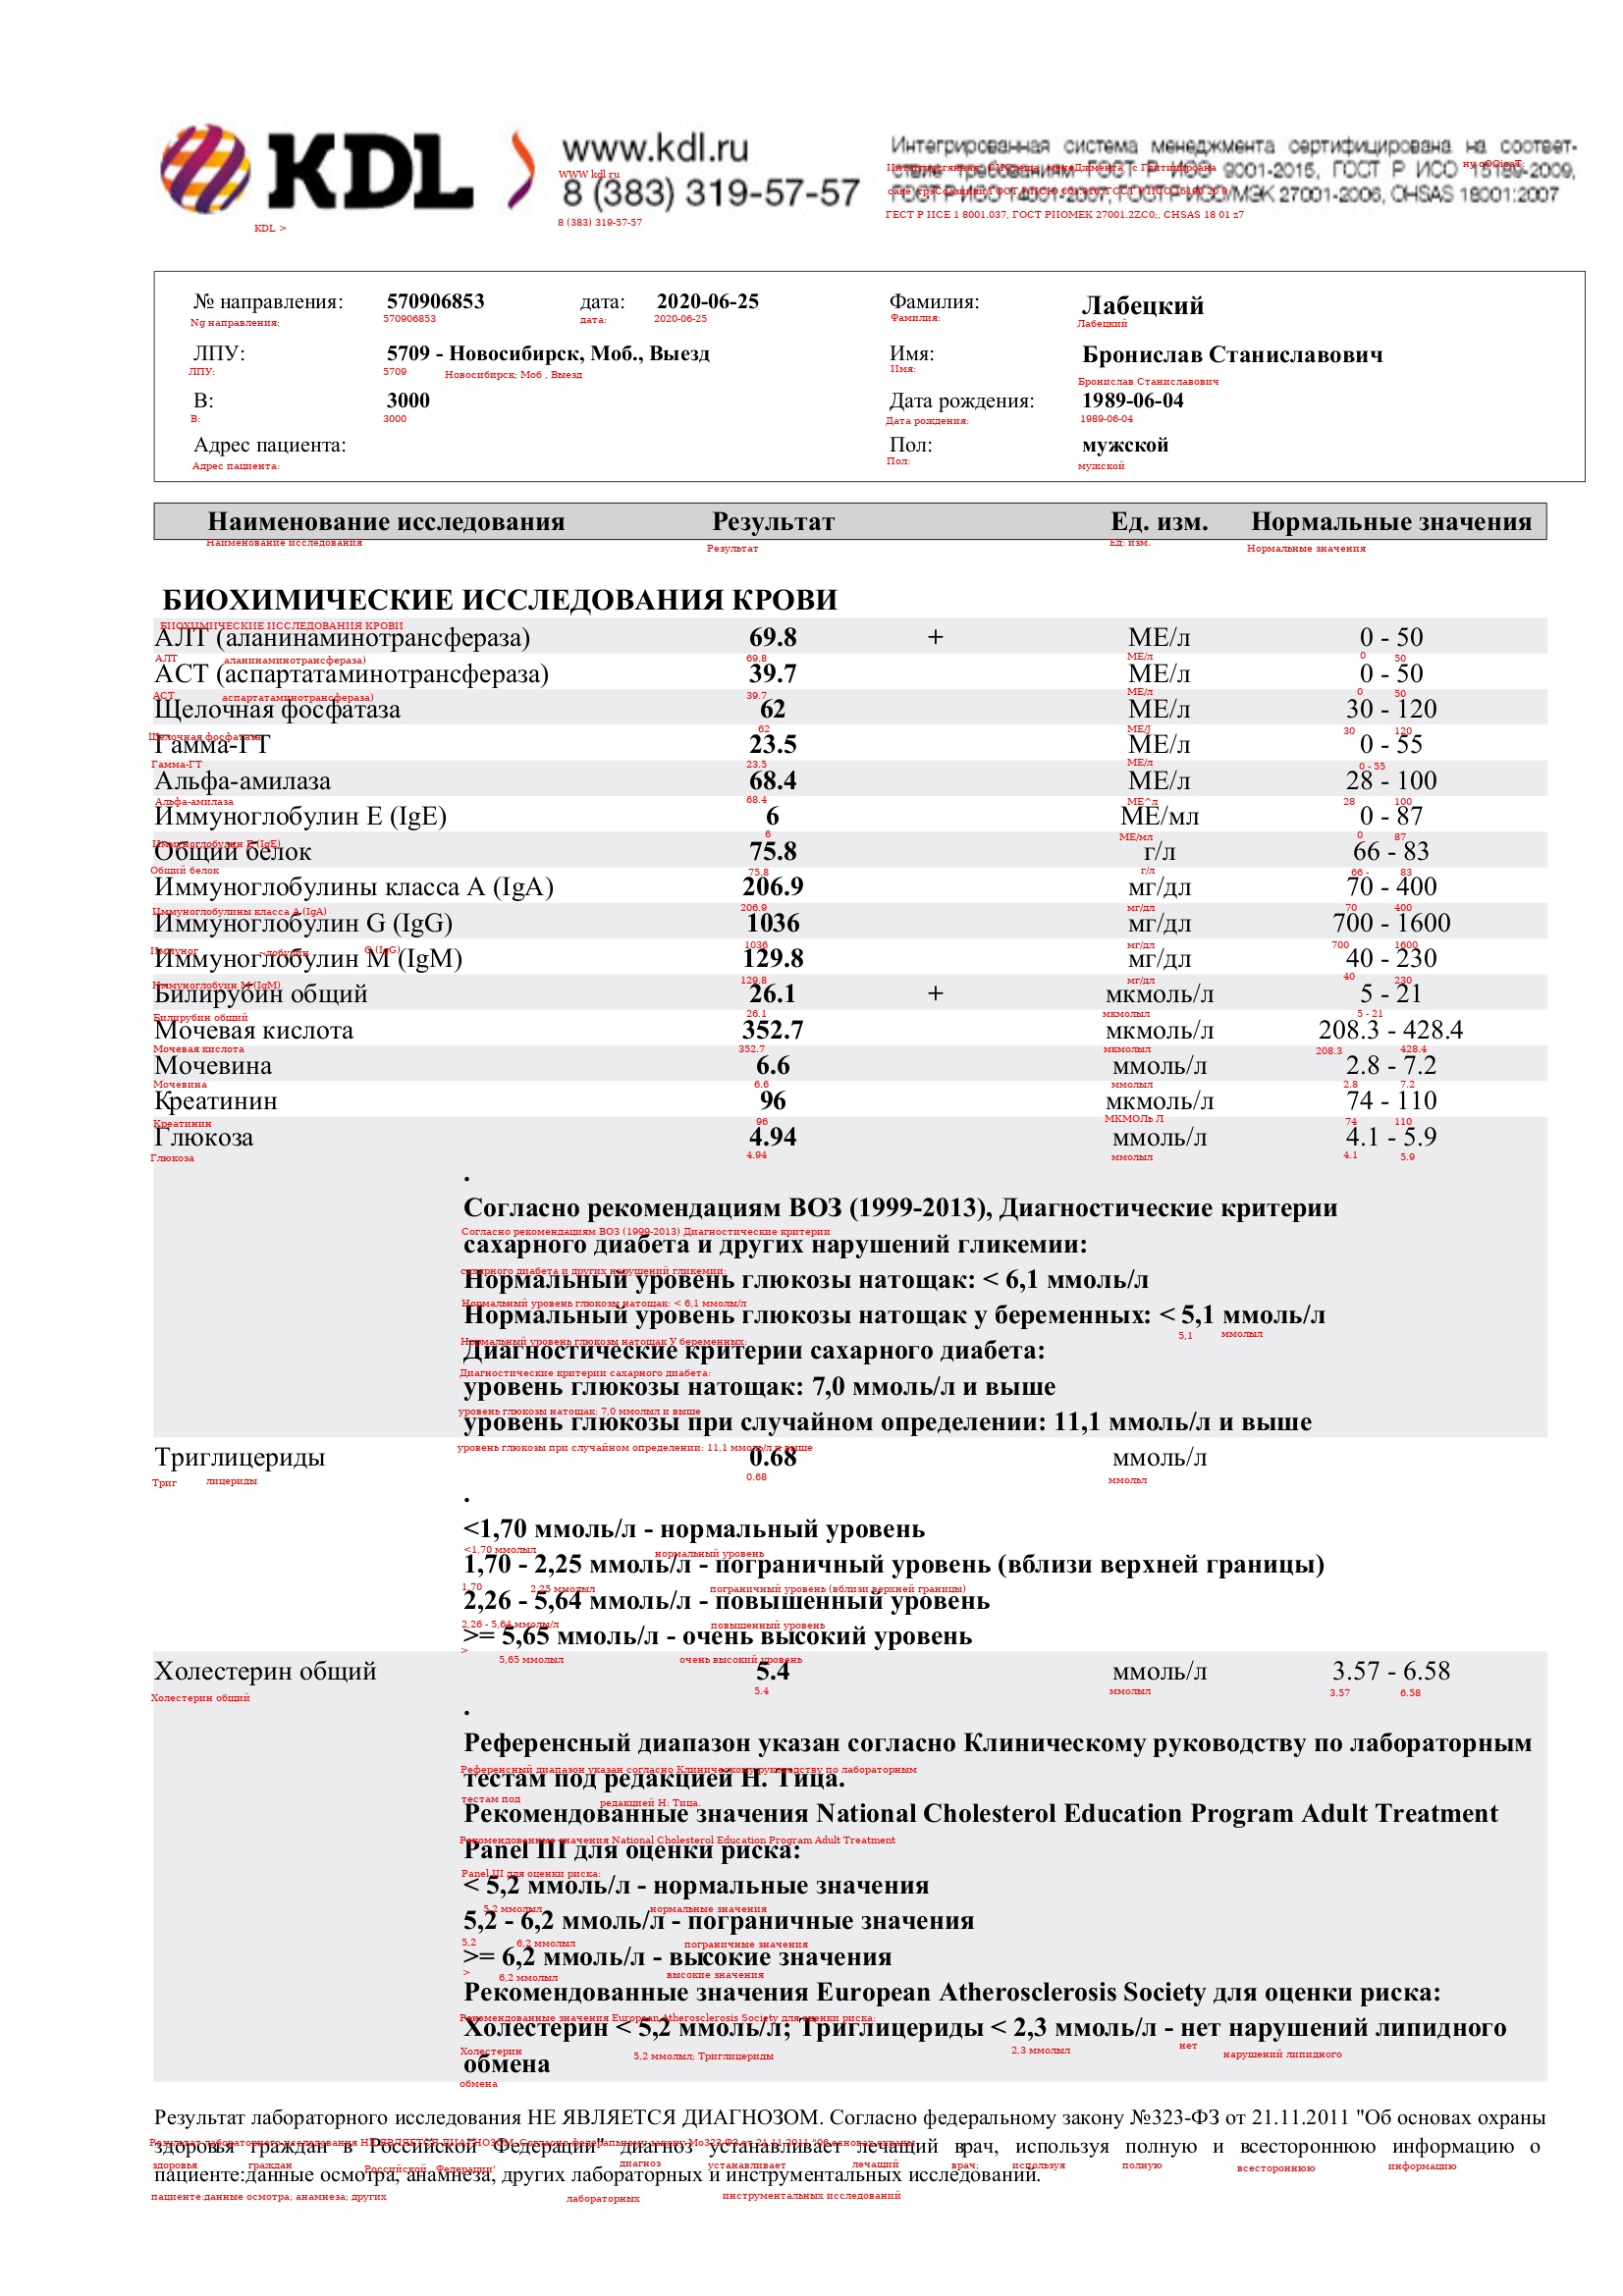 KDL
www.kdl.ru
8 (383) 319-57-57
Интегрированная система менеджмента сертифицирована на соответ-
ствие требованиям ГОСТ Р ИСО 9001-2015, ГОСТ Р ИСО 15189-2009,
ГОСТ Р ИСО 14001-2007, ГОСТ Р ИСО/МЭК 27001-2006, OHSAS 18001:2007
№ направления: 570906853 дата: 2020-06-25 Фамилия: Лабецкий
ЛПУ: 5709 - Новосибирск, Моб., Выезд Имя: Бронислав Станиславович
В: 3000 Дата рождения: 1989-06-04
Адрес пациента: Пол: мужской
Наименование исследования Результат Ед. изм. Нормальные значения
БИОХИМИЧЕСКИЕ ИССЛЕДОВАНИЯ КРОВИ
АЛТ (аланинаминотрансфераза) 69.8 + МЕ/л 0 - 50
АСТ (аспартатаминотрансфераза) 39.7 МЕ/л 0 - 50
Щелочная фосфатаза 62 МЕ/л 30 - 120
Гамма-ГТ 23.5 МЕ/л 0 - 55
Альфа-амилаза 68.4 МЕ/л 28 - 100
Иммуноглобулин E (IgE) 6 МЕ/мл 0 - 87
Общий белок 75.8 г/л 66 - 83
Иммуноглобулины класса A (IgA) 206.9 мг/дл 70 - 400
Иммуноглобулин G (IgG) 1036 мг/дл 700 - 1600
Иммуноглобулин M (IgM) 129.8 мг/дл 40 - 230
Билирубин общий 26.1 + мкмоль/л 5 - 21
Мочевая кислота 352.7 мкмоль/л 208.3 - 428.4
Мочевина 6.6 ммоль/л 2.8 - 7.2
Креатинин 96 мкмоль/л 74 - 110
Глюкоза 4.94 ммоль/л 4.1 - 5.9
.
Согласно рекомендациям ВОЗ (1999-2013), Диагностические критерии
сахарного диабета и других нарушений гликемии:
Нормальный уровень глюкозы натощак: < 6,1 ммоль/л
Нормальный уровень глюкозы натощак у беременных: < 5,1 ммоль/л
Диагностические критерии сахарного диабета:
уровень глюкозы натощак: 7,0 ммоль/л и выше
уровень глюкозы при случайном определении: 11,1 ммоль/л и выше
Триглицериды 0.68 ммоль/л
.
<1,70 ммоль/л - нормальный уровень
1,70 - 2,25 ммоль/л - пограничный уровень (вблизи верхней границы)
2,26 - 5,64 ммоль/л - повышенный уровень
>= 5,65 ммоль/л - очень высокий уровень
Холестерин общий 5.4 ммоль/л 3.57 - 6.58
.
Референсный диапазон указан согласно Клиническому руководству по лабораторным
тестам под редакцией Н. Тица.
Рекомендованные значения National Cholesterol Education Program Adult Treatment
Panel III для оценки риска:
< 5,2 ммоль/л - нормальные значения
5,2 - 6,2 ммоль/л - пограничные значения
>= 6,2 ммоль/л - высокие значения
Рекомендованные значения European Atherosclerosis Society для оценки риска:
Холестерин < 5,2 ммоль/л; Триглицериды < 2,3 ммоль/л - нет нарушений липидного
обмена
Результат лабораторного исследования НЕ ЯВЛЯЕТСЯ ДИАГНОЗОМ. Согласно федеральному закону №323-ФЗ от 21.11.2011 "Об основах охраны
здоровья граждан в Российской Федерации" диагноз устанавливает лечащий врач, используя полную и всестороннюю информацию о
пациенте:данные осмотра, анамнеза, других лабораторных и инструментальных исследований.